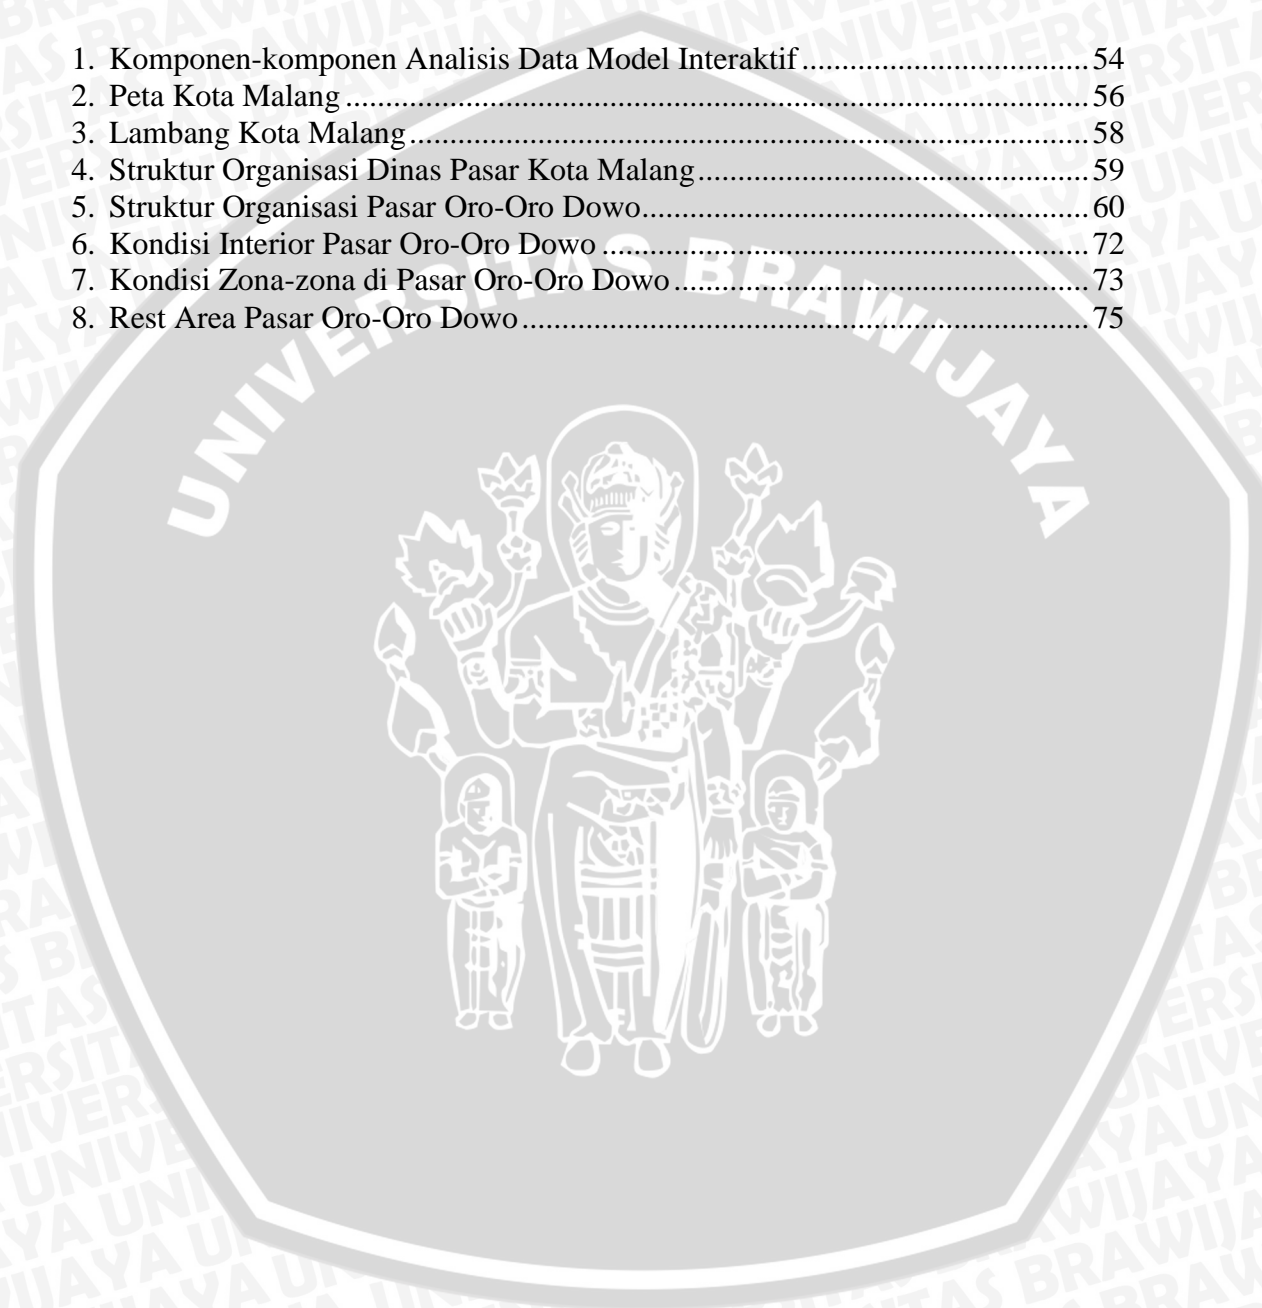 1. Komponen-komponen Analisis Data Model Interaktif....................................54
2. Peta Kota Malang..............................................................................................56
3. Lambang Kota Malang......................................................................................58
4. Struktur Organisasi Dinas Pasar Kota Malang.................................................59
5. Struktur Organisasi Pasar Oro-Oro Dowo........................................................60
6. Kondisi Interior Pasar Oro-Oro Dowo.............................................................72
7. Kondisi Zona-zona di Pasar Oro-Oro Dowo....................................................73
8. Rest Area Pasar Oro-Oro Dowo.......................................................................75
UNIVERSITAS BRAWIJAYA